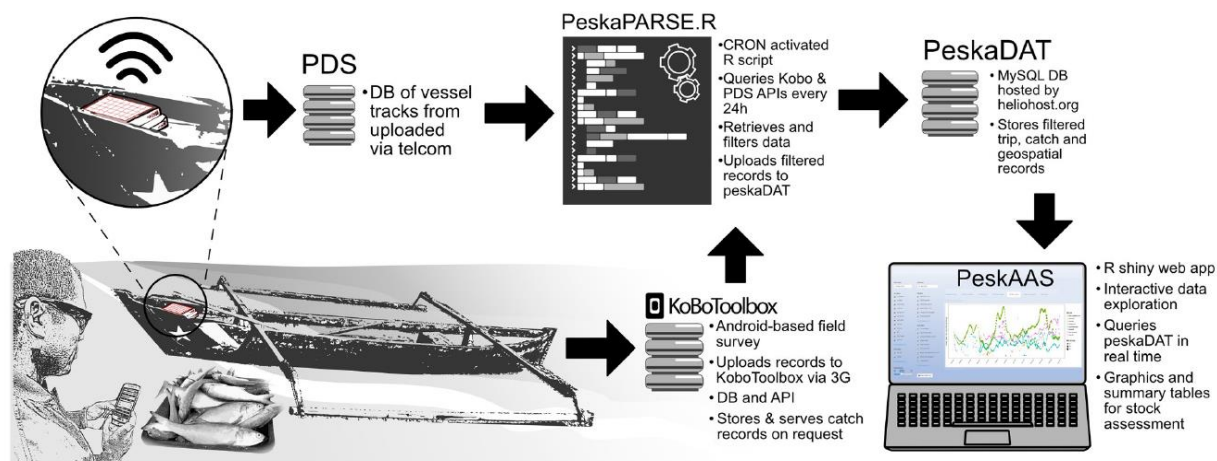 PDS
• DB of vessel
tracks from
uploaded
via telcom
PeskaPARSE.R
• CRON activated
R script
• Queries Kobo &
PDS APIs every
24h
• Retrieves and
filters data
• Uploads filtered
records to
peskaDAT
PeskaDAT
• MySQL DB
hosted by
heliohost.org
• Stores filtered
trip, catch and
geospatial
records
KoBoToolbox
• Android-based field
survey
• Uploads records to
KoboToolbox via 3G
• DB and API
• Stores & serves catch
records on request
PeskAAS
• R shiny web app
• Interactive data
exploration
• Queries
peskaDAT in
real time
• Graphics and
summary tables
for stock
assessment